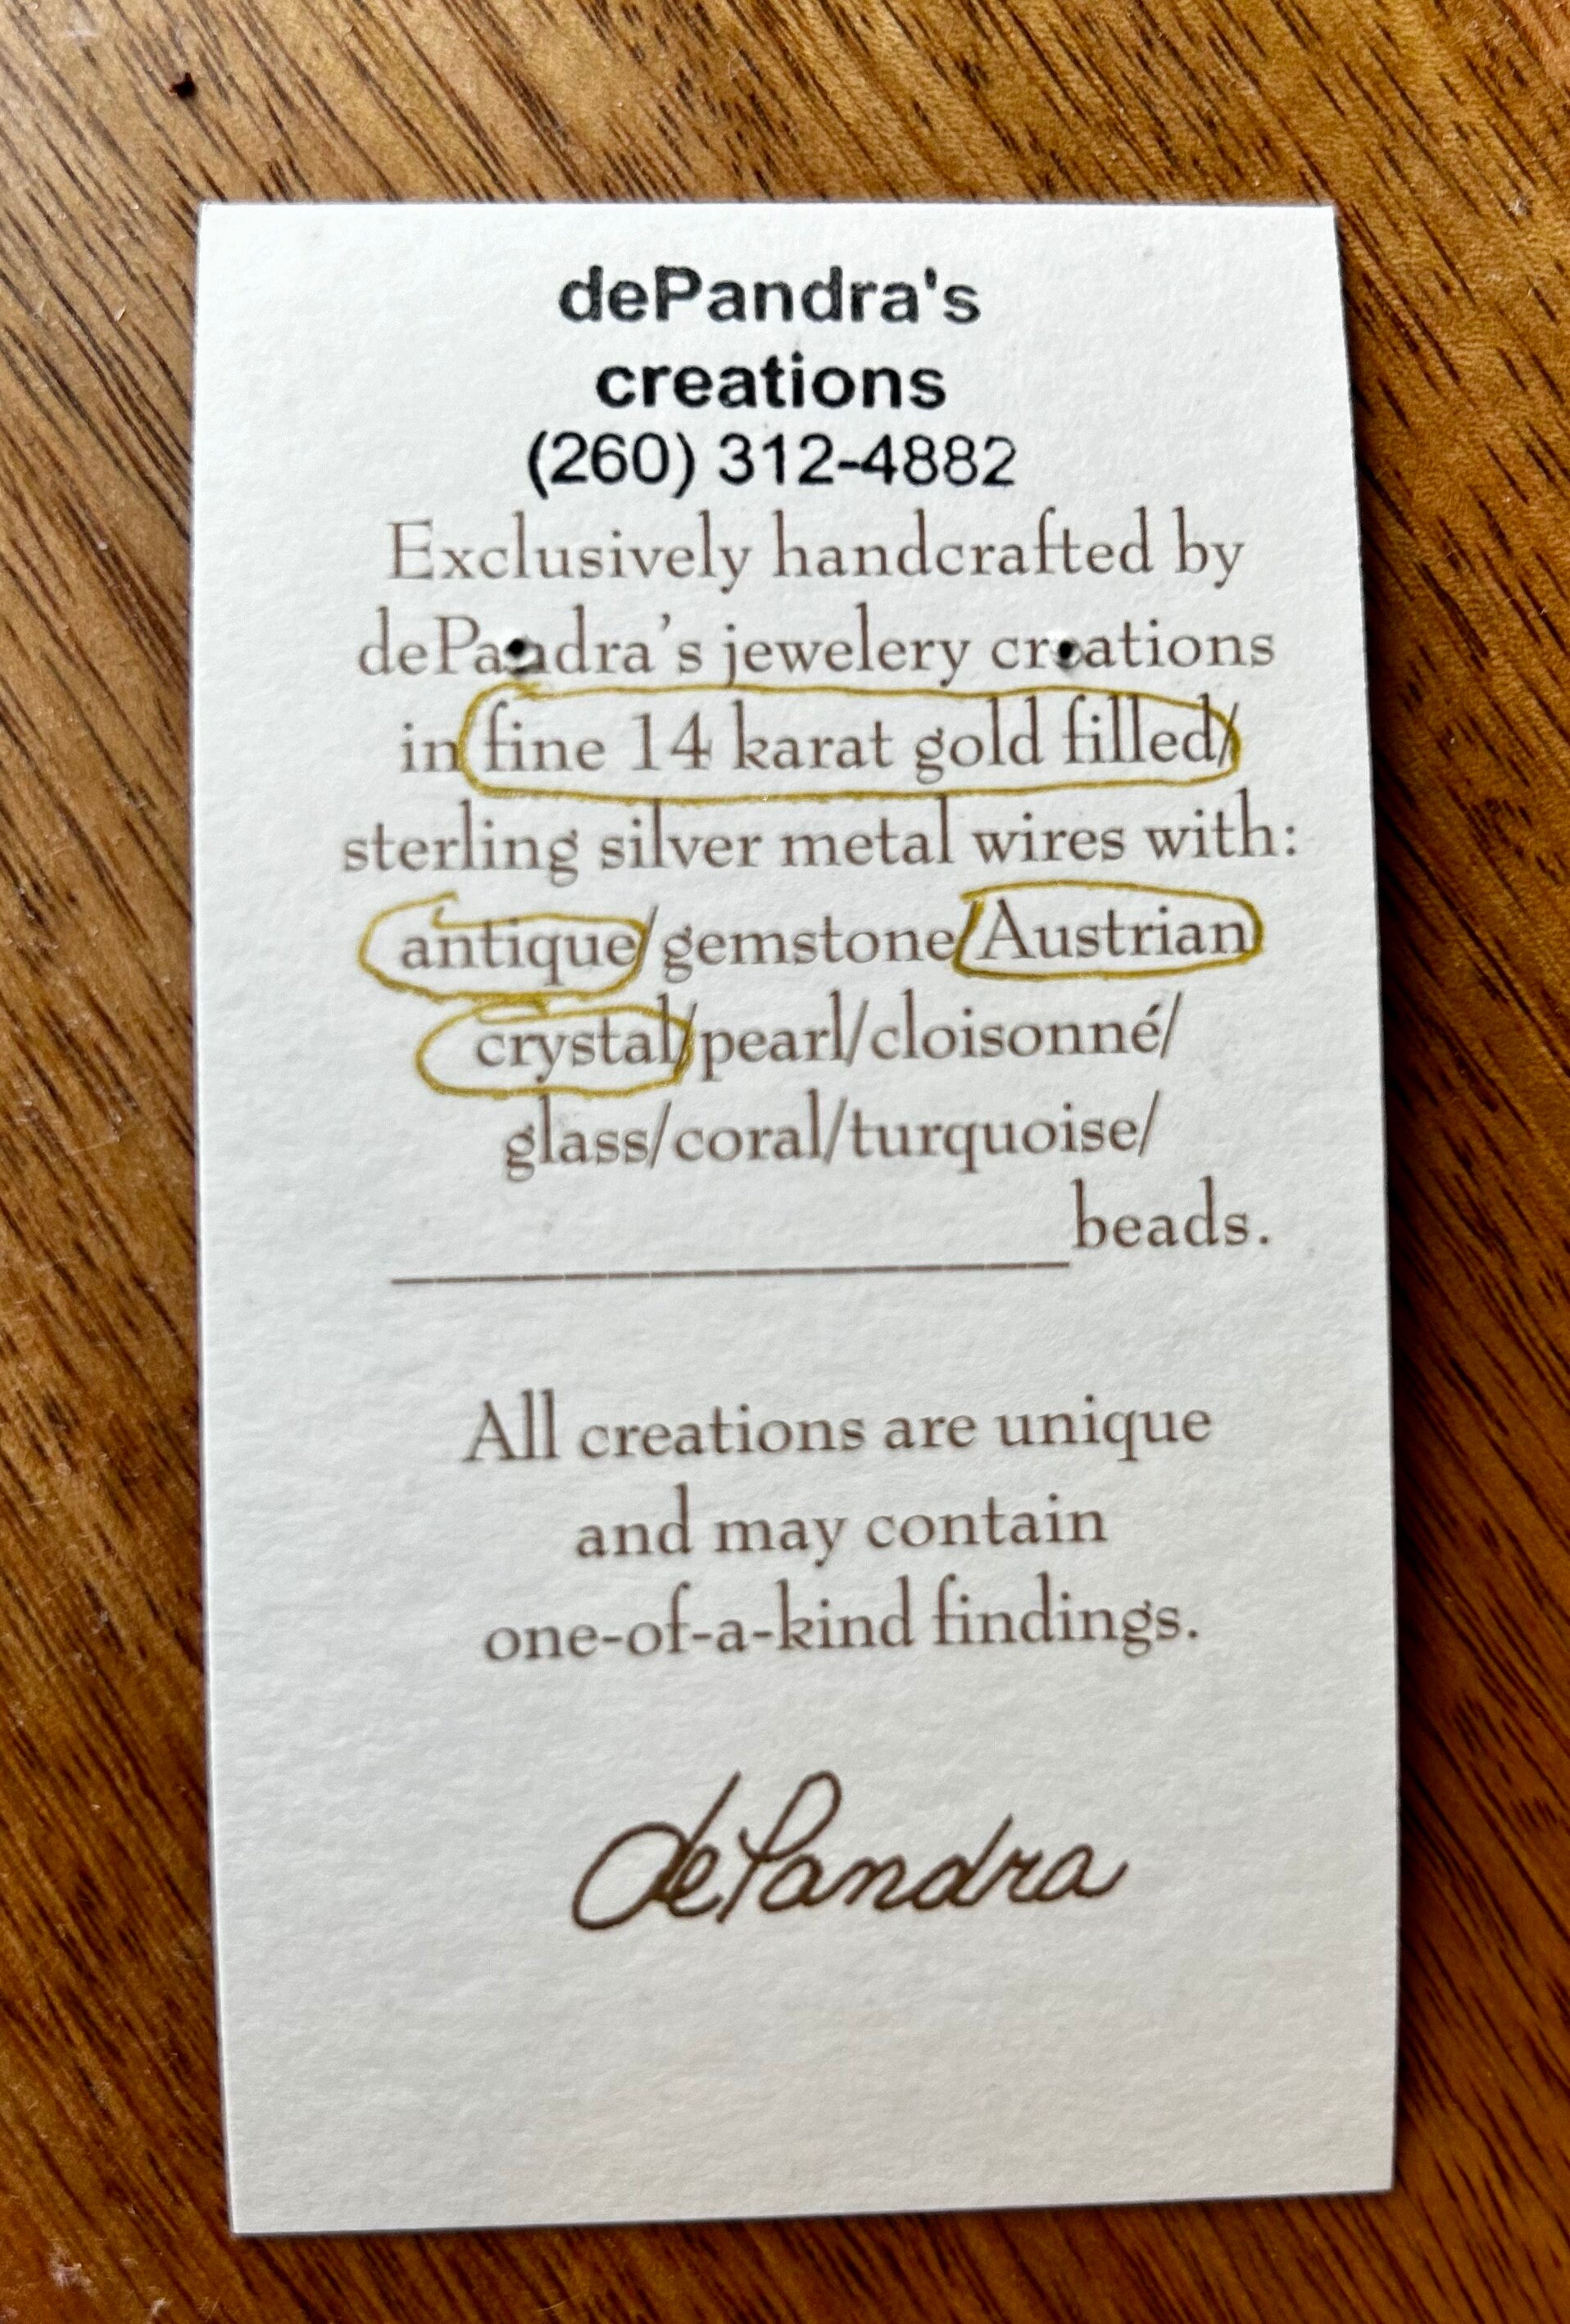 dePandra's
creations
(260) 312-4882
Exclusively handcrafted by
dePandra's jewelery creations
in fine 14 karat gold filled/
sterling silver metal wires with:
antique/gemstone/Austrian
crystal/pearl/cloisonné/
glass/coral/turquoise/
____________________beads.
All creations are unique
and may contain
one-of-a-kind findings.
dePandra